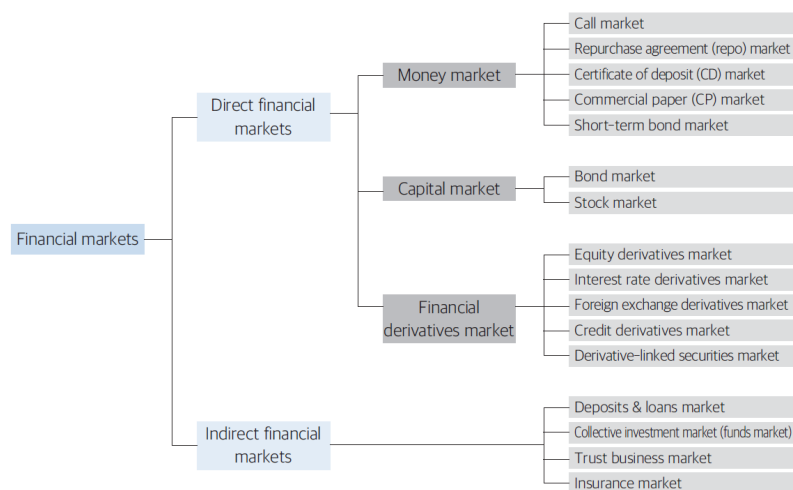 Financial markets
Direct financial
markets
Money market
Call market
Repurchase agreement (repo) market
Certificate of deposit (CD) market
Commercial paper (CP) market
Short-term bond market
Capital market
Bond market
Stock market
Financial
derivatives market
Equity derivatives market
Interest rate derivatives market
Foreign exchange derivatives market
Credit derivatives market
Derivative-linked securities market
Indirect financial
markets
Deposits & loans market
Collective investment market (funds market)
Trust business market
Insurance market